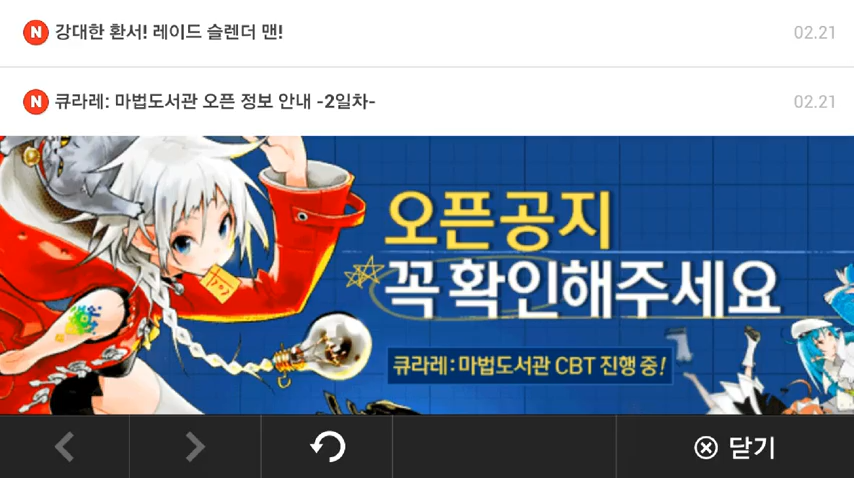 N 강대한 환서! 레이드 슬렌더 맨! 02.21
N 큐라레: 마법도서관 오픈 정보 안내 -2일차- 02.21
오픈공지
꼭 확인해주세요
큐라레 : 마법도서관 CBT 진행 중!
닫기